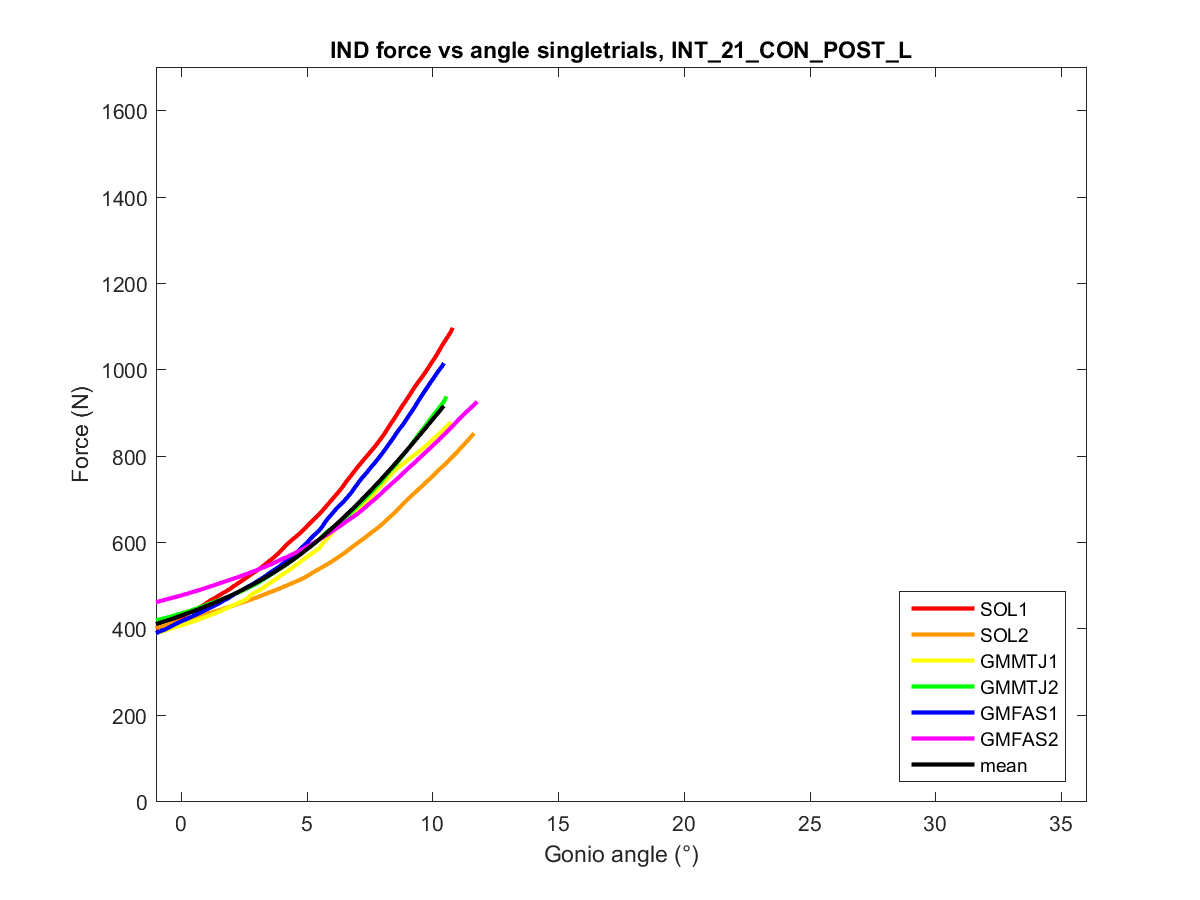 IND force vs angle singletrials, INT_21_CON_POST_L
1600
1400
1200
1000
800
600
400
200
0
Force (N)
0 5 10 15 20 25 30 35
Gonio angle (°)
SOL1
SOL2
GMMTJ1
GMMTJ2
GMFAS1
GMFAS2
mean